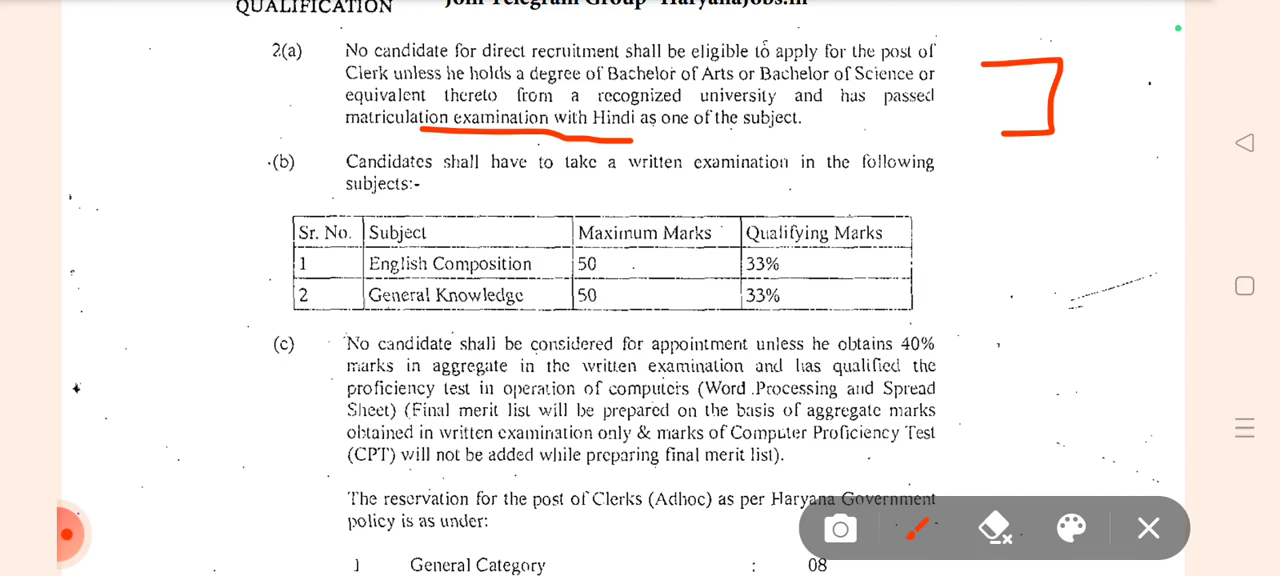 QUALIFICATION Join Telegram Group HaryanaJobs.in
2(a) No candidate for direct recruitment shall be eligible to apply for the post of
Clerk unless he holds a degree of Bachelor of Arts or Bachelor of Science or
equivalent thereto from a recognized university and has passed
matriculation examination with Hindi as one of the subject.
(b) Candidates shall have to take a written examination in the following
subjects:-
Sr. No. Subject Maximum Marks Qualifying Marks
1 English Composition 50 33%
2 General Knowledge 50 33%
(c) No candidate shall be considered for appointment unless he obtains 40%
marks in aggregate in the written examination and has qualified the
proficiency test in operation of computers (Word Processing and Spread
Sheet) (Final merit list will be prepared on the basis of aggregate marks
obtained in written examination only & marks of Computer Proficiency Test
(CPT) will not be added while preparing final merit list).
The reservation for the post of Clerks (Adhoc) as per Haryana Government
policy is as under:
1 General Category : 08